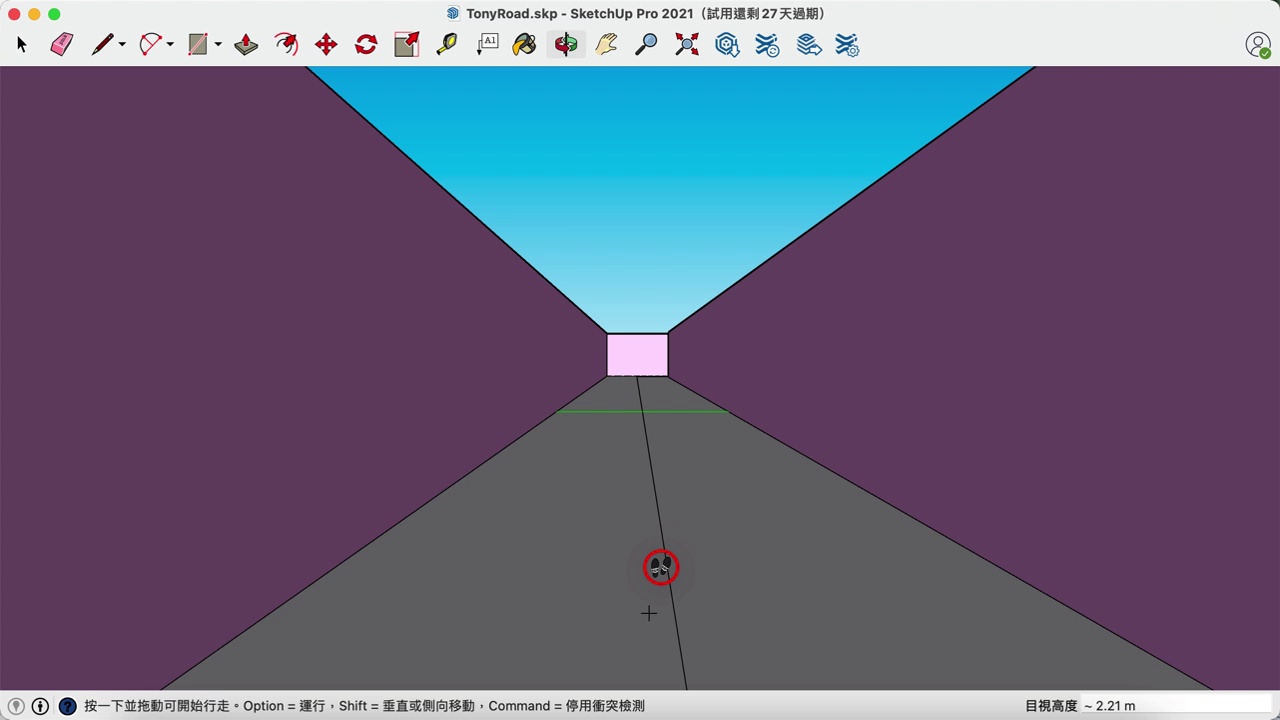 TonyRoad.skp - SketchUp Pro 2021（試用還剩 27 天過期）
A1
按一下並拖動可開始行走。Option = 運行，Shift = 垂直或側向移動，Command = 停用衝突檢測
目視高度 ~ 2.21 m